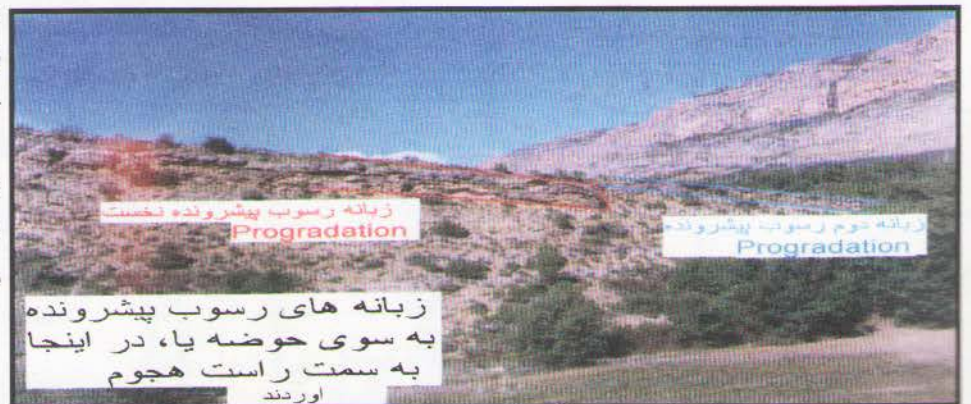 زبانه رسوب پیشرونده نخست
Progradation
زبانه دوم رسوب پیشرونده
Progradation
زبانه های رسوب پیشرونده
به سوی حوضه یا، در اینجا
به سمت راست هجوم
اوردند